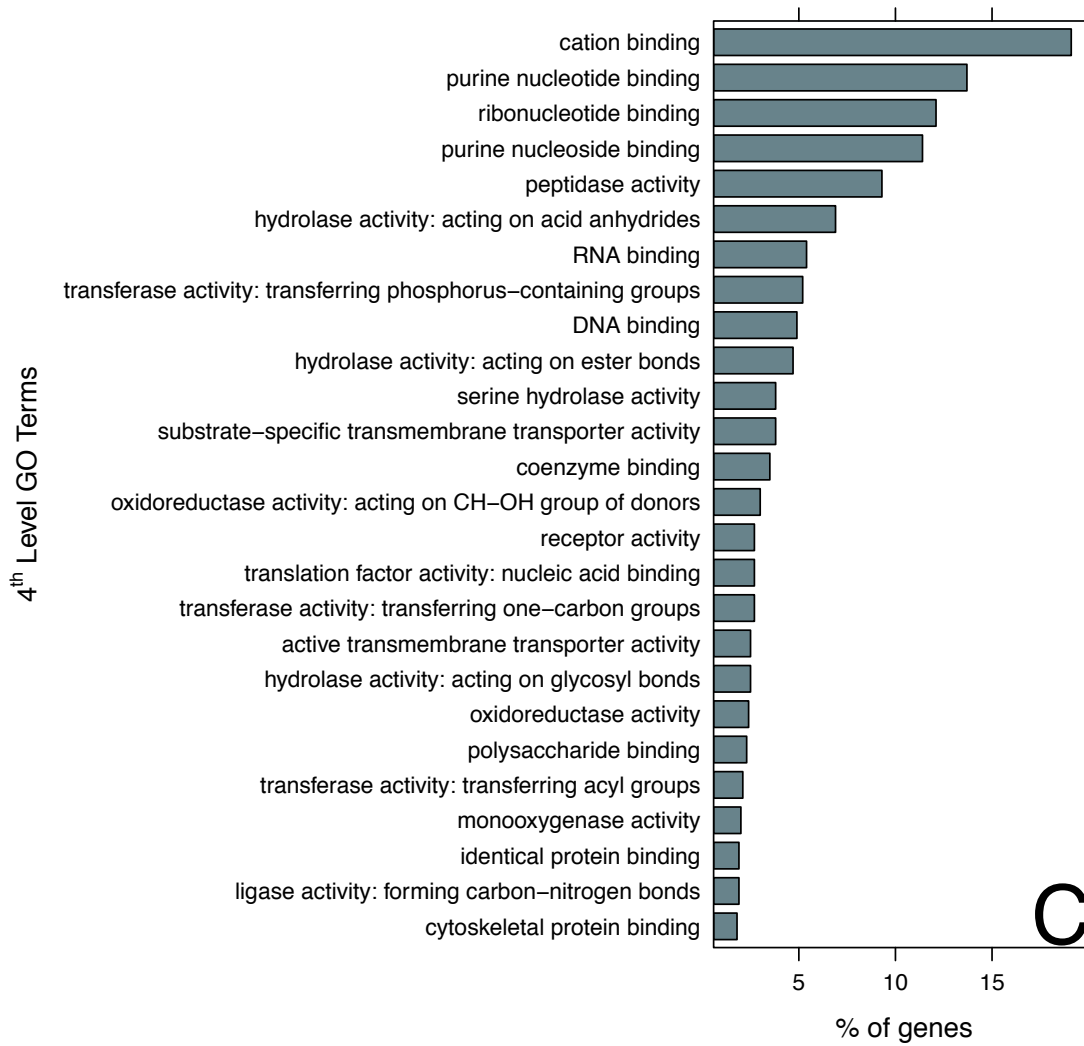 cation binding
purine nucleotide binding
ribonucleotide binding
purine nucleoside binding
peptidase activity
hydrolase activity: acting on acid anhydrides
RNA binding
transferase activity: transferring phosphorus−containing groups
DNA binding
hydrolase activity: acting on ester bonds
serine hydrolase activity
substrate−specific transmembrane transporter activity
coenzyme binding
oxidoreductase activity: acting on CH−OH group of donors
receptor activity
translation factor activity: nucleic acid binding
transferase activity: transferring one−carbon groups
active transmembrane transporter activity
hydrolase activity: acting on glycosyl bonds
oxidoreductase activity
polysaccharide binding
transferase activity: transferring acyl groups
monooxygenase activity
identical protein binding
ligase activity: forming carbon−nitrogen bonds
cytoskeletal protein binding
4th Level GO Terms
C
5 10 15
% of genes